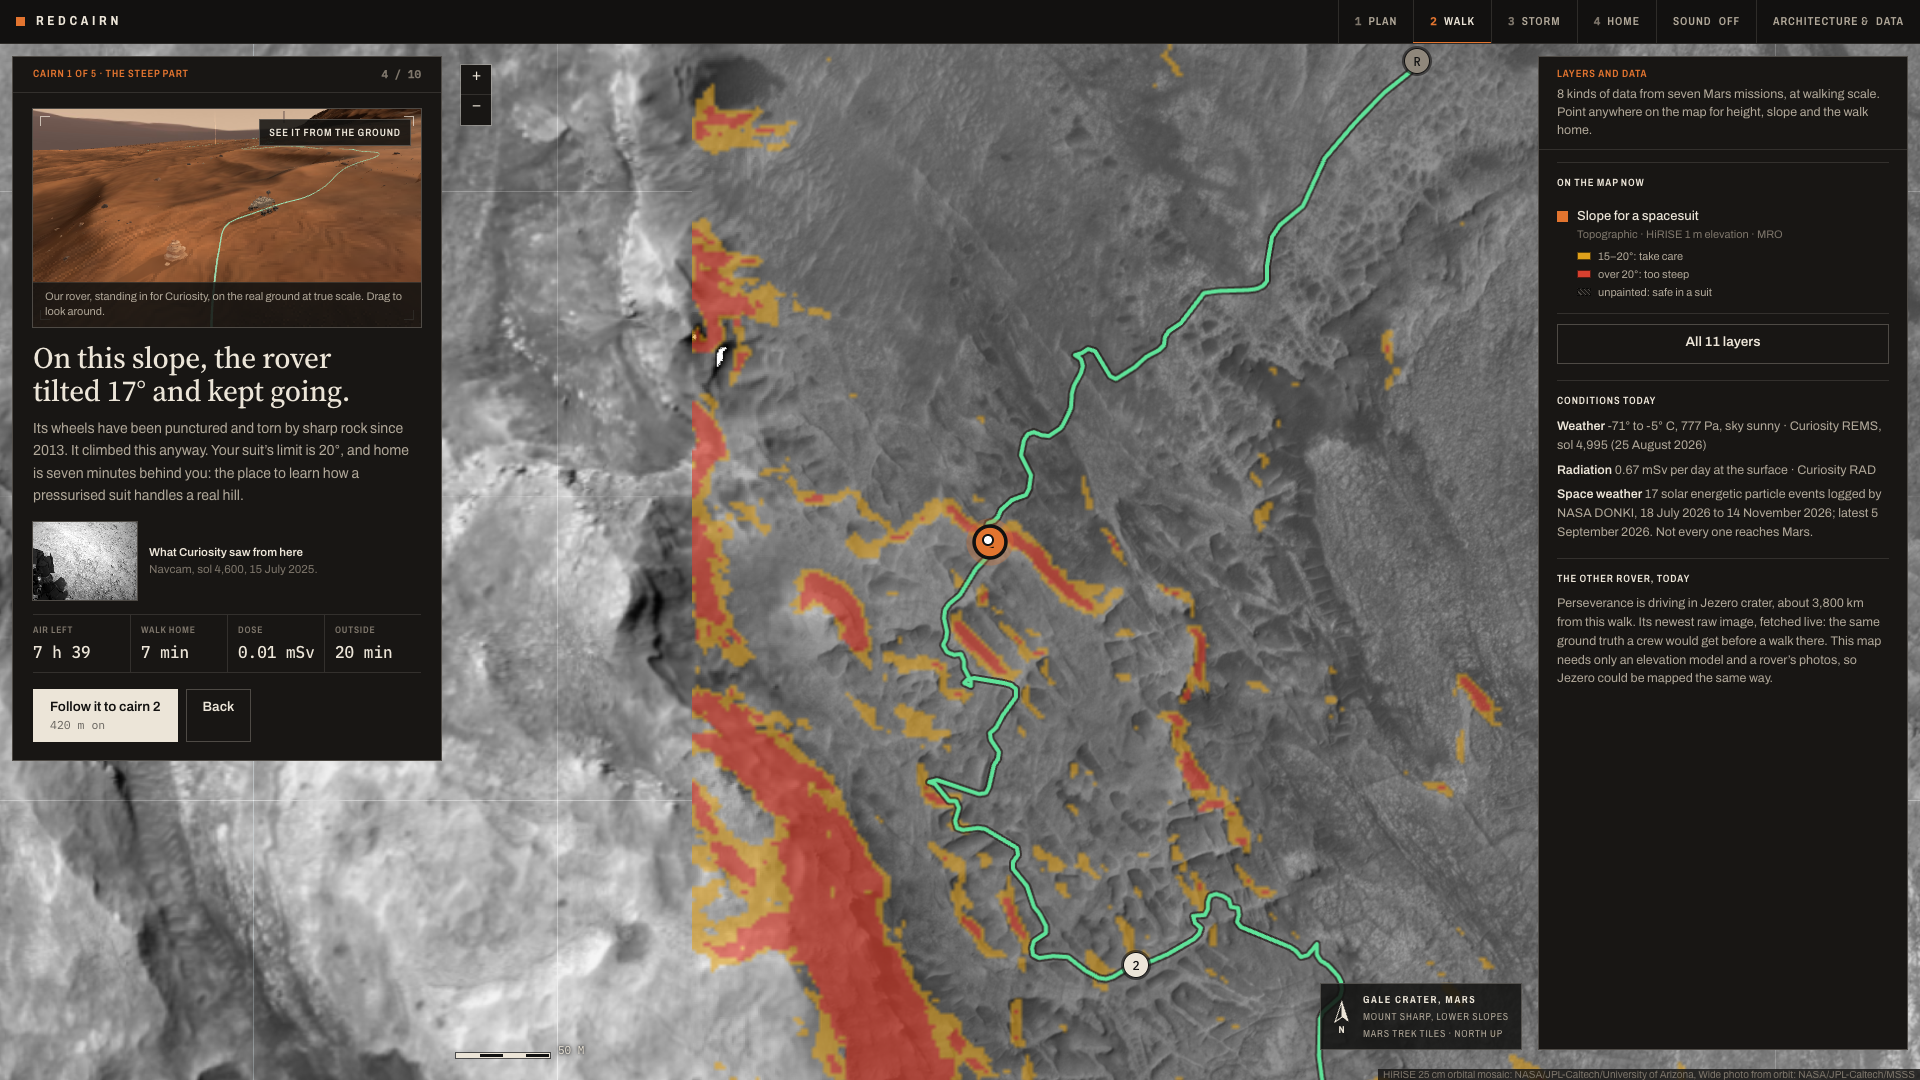 REDCAIRN
1 PLAN
2 WALK
3 STORM
4 HOME
SOUND OFF
ARCHITECTURE & DATA
CAIRN 1 OF 5 · THE STEEP PART
4 / 10
SEE IT FROM THE GROUND
Our rover, standing in for Curiosity, on the real ground at true scale. Drag to
look around.
On this slope, the rover
tilted 17° and kept going.
Its wheels have been punctured and torn by sharp rock since
2013. It climbed this anyway. Your suit's limit is 20°, and home
is seven minutes behind you: the place to learn how a
pressurised suit handles a real hill.
What Curiosity saw from here
Navcam, sol 4,600, 15 July 2025.
AIR LEFT
7 h 39
WALK HOME
7 min
DOSE
0.01 mSv
OUTSIDE
20 min
Follow it to cairn 2
420 m on
Back
+
−
R
2
50 M
GALE CRATER, MARS
MOUNT SHARP, LOWER SLOPES
MARS TREK TILES · NORTH UP
N
LAYERS AND DATA
8 kinds of data from seven Mars missions, at walking scale.
Point anywhere on the map for height, slope and the walk
home.
ON THE MAP NOW
Slope for a spacesuit
Topographic · HiRISE 1 m elevation · MRO
15–20°: take care
over 20°: too steep
unpainted: safe in a suit
All 11 layers
CONDITIONS TODAY
Weather -71° to -5° C, 777 Pa, sky sunny · Curiosity REMS,
sol 4,995 (25 August 2026)
Radiation 0.67 mSv per day at the surface · Curiosity RAD
Space weather 17 solar energetic particle events logged by
NASA DONKI, 18 July 2026 to 14 November 2026; latest 5
September 2026. Not every one reaches Mars.
THE OTHER ROVER, TODAY
Perseverance is driving in Jezero crater, about 3,800 km
from this walk. Its newest raw image, fetched live: the same
ground truth a crew would get before a walk there. This map
needs only an elevation model and a rover's photos, so
Jezero could be mapped the same way.
HiRISE 25 cm orbital mosaic: NASA/JPL-Caltech/University of Arizona. Wide photo from orbit: NASA/JPL-Caltech/MSSS